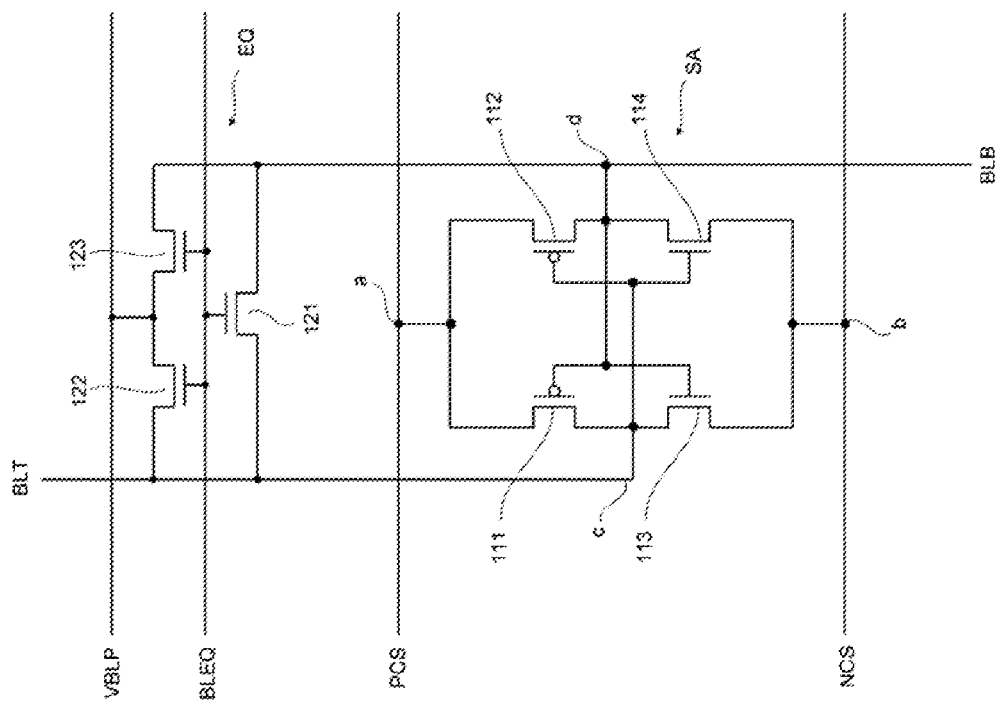 BLT
VBLP
BLEQ
EQ
122
123
121
PCS
a
112
d
SA
114
111
c
113
NCS
b
BLB